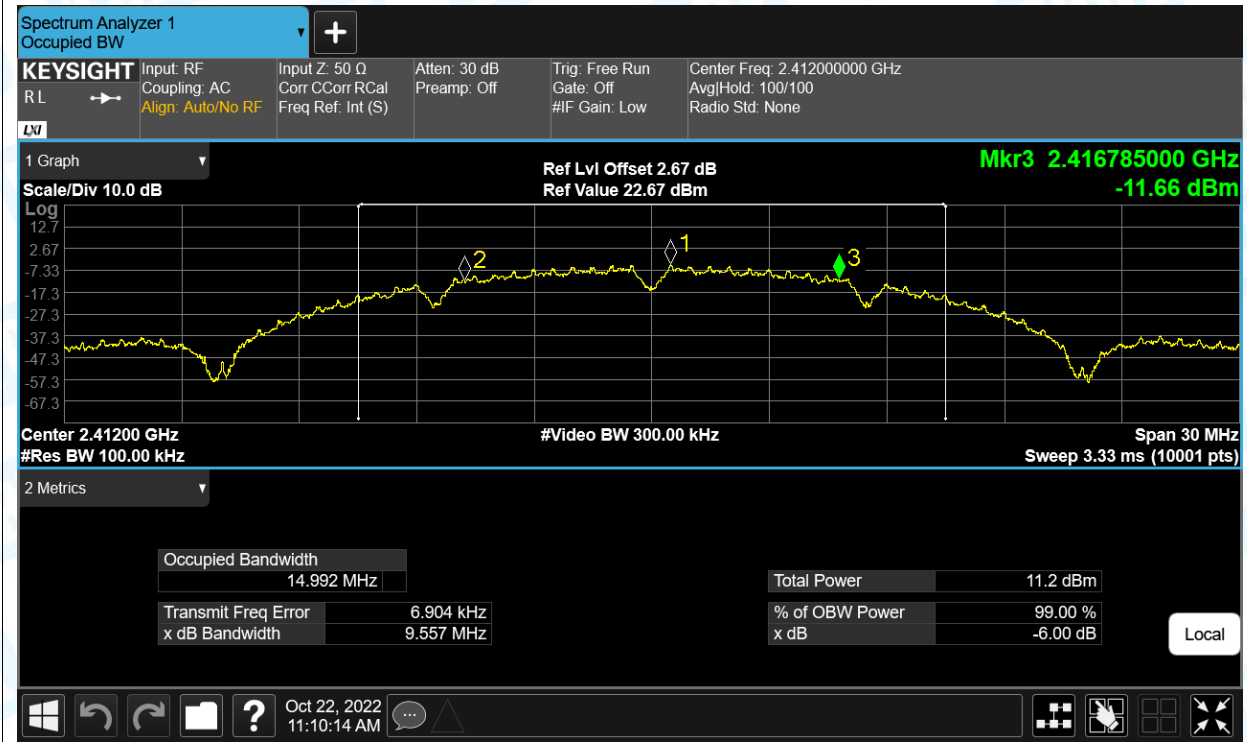 Spectrum Analyzer 1
Occupied BW
KEYSIGHT
R L
LXI
Input: RF
Coupling: AC
Align: Auto/No RF
Input Z: 50 Ω
Corr CCorr RCal
Freq Ref: Int (S)
Atten: 30 dB
Preamp: Off
Trig: Free Run
Gate: Off
#IF Gain: Low
Center Freq: 2.412000000 GHz
Avg|Hold: 100/100
Radio Std: None
1 Graph
Scale/Div 10.0 dB
Ref Lvl Offset 2.67 dB
Ref Value 22.67 dBm
Mkr3 2.416785000 GHz
-11.66 dBm
Log
12.7
2.67
-7.33
-17.3
-27.3
-37.3
-47.3
-57.3
-67.3
2
1
3
Center 2.41200 GHz
#Video BW 300.00 kHz
Span 30 MHz
#Res BW 100.00 kHz
Sweep 3.33 ms (10001 pts)
2 Metrics
Occupied Bandwidth
14.992 MHz
Total Power 11.2 dBm
Transmit Freq Error 6.904 kHz
% of OBW Power 99.00 %
x dB Bandwidth 9.557 MHz
x dB -6.00 dB
Local
?
Oct 22, 2022
11:10:14 AM